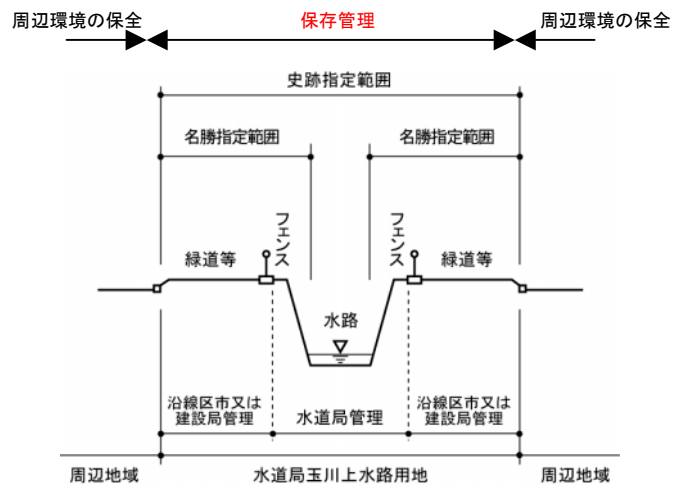 周辺環境の保全
保存管理
周辺環境の保全
史跡指定範囲
名勝指定範囲
名勝指定範囲
フェンス
フェンス
緑道等
緑道等
水路
沿線区市又は
建設局管理
水道局管理
沿線区市又は
建設局管理
周辺地域
水道局玉川上水路用地
周辺地域